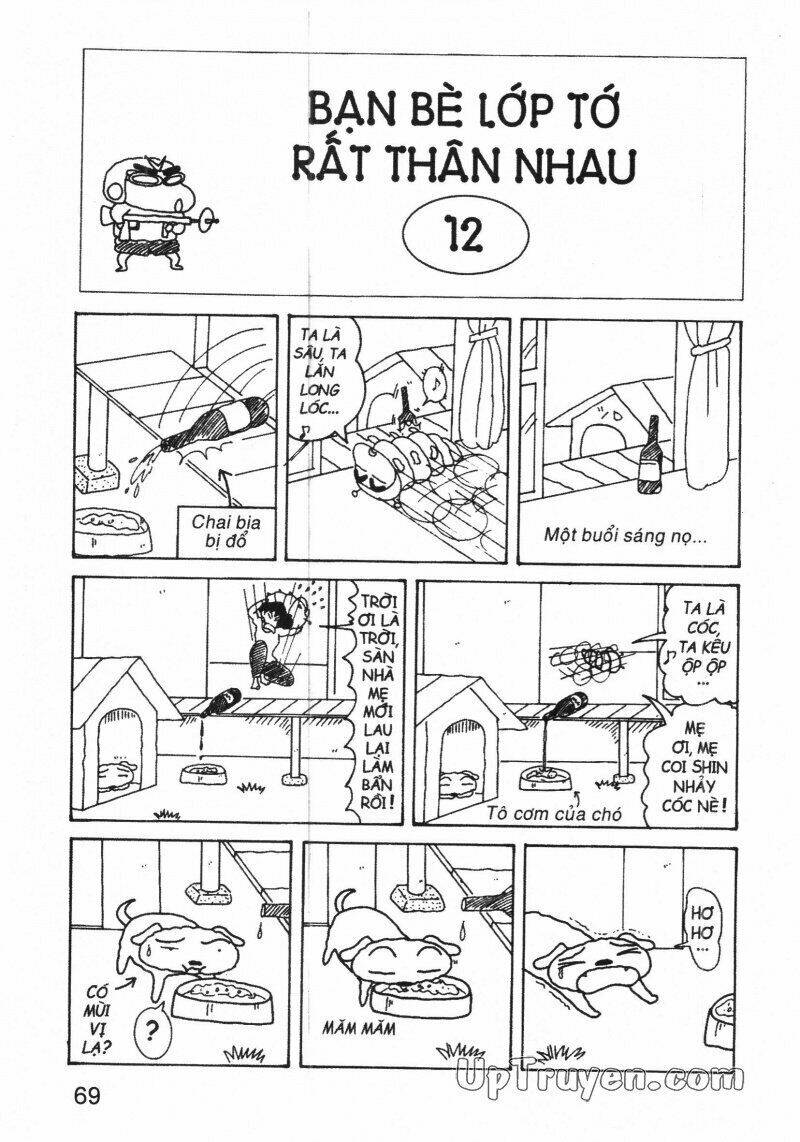 BẠN BÈ LỚP TỚ
RẤT THÂN NHAU
12
Một buổi sáng nọ...
TA LÀ
SÂU, TA
LĂN
LONG
LÓC...
Chai bia
bị đổ
TA LÀ
CÓC,
TA KÊU
ỘP ỘP
...
MẸ
ƠI, MẸ
COI SHIN
NHẢY
CÓC NÈ!
Tô cơm của chó
TRỜI
ƠI LÀ
TRỜI,
SÀN
NHÀ
MẸ
MỚI
LAU
LẠI
LÀM
BẨN
RỒI!
HƠ
HƠ
...
MĂM MĂM
CÓ
MÙI
VỊ
LẠ?
?
UpTruyen.com
69